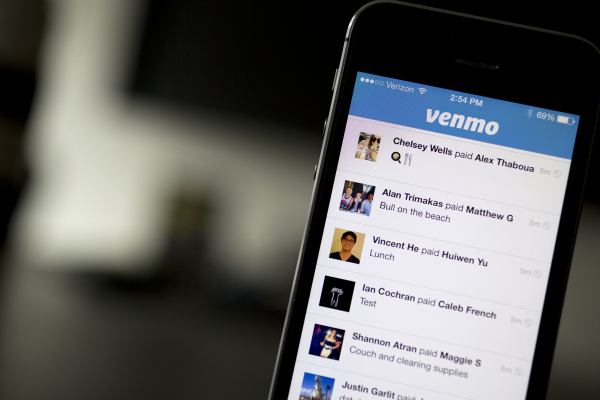 Verizon 2:54 PM 69%
venmo
Chelsey Wells paid Alex Thaboua 5m
Alan Trimakas paid Matthew G 5m
Bull on the beach
Vincent He paid Huiwen Yu 5m
Lunch
Ian Cochran paid Caleb French 5m
Test
Shannon Atran paid Maggie S 6m
Couch and cleaning supplies
Justin Garlit paid